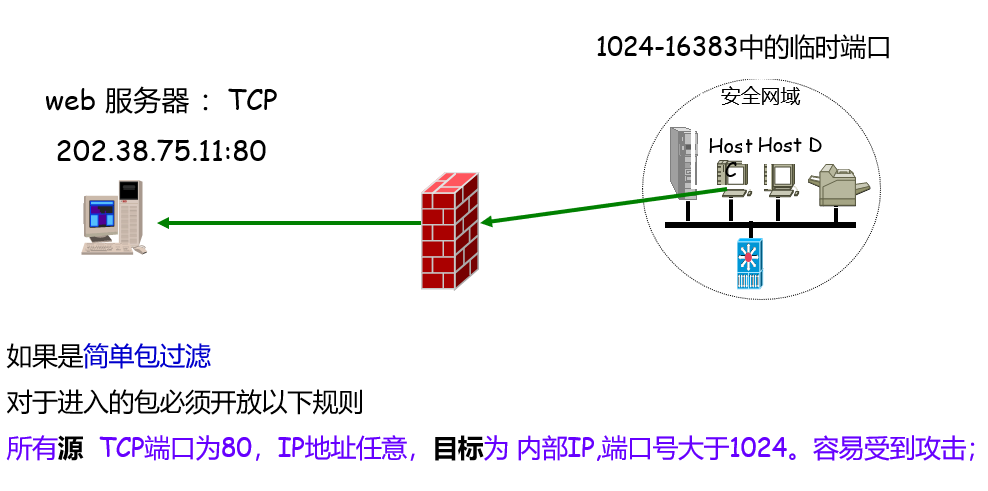 1024-16383中的临时端口
安全网域
web 服务器 ： TCP
202.38.75.11:80
Host C
Host D
如果是简单包过滤
对于进入的包必须开放以下规则
所有源 TCP端口为80，IP地址任意，目标为 内部IP,端口号大于1024。容易受到攻击；